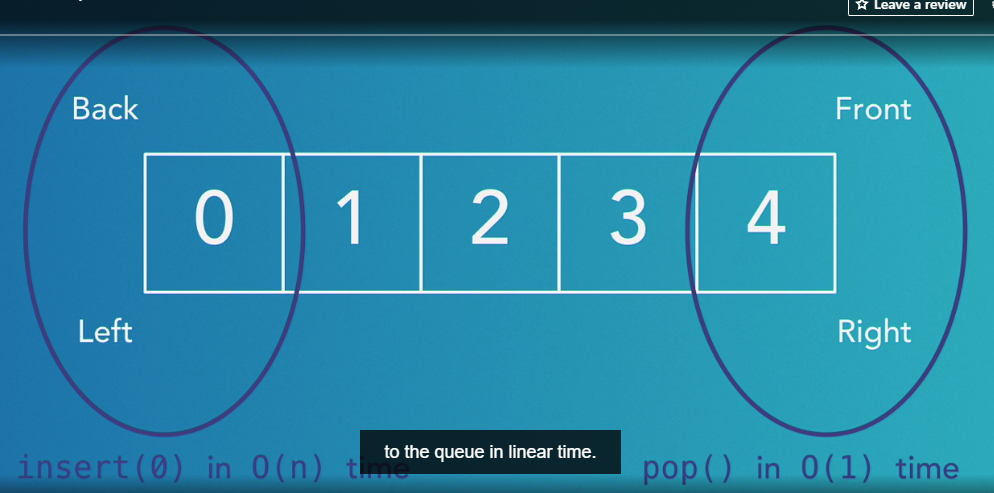 Leave a review
Back
Front
0 1 2 3 4
Left
Right
to the queue in linear time.
insert(0) in O(n) time
pop() in O(1) time